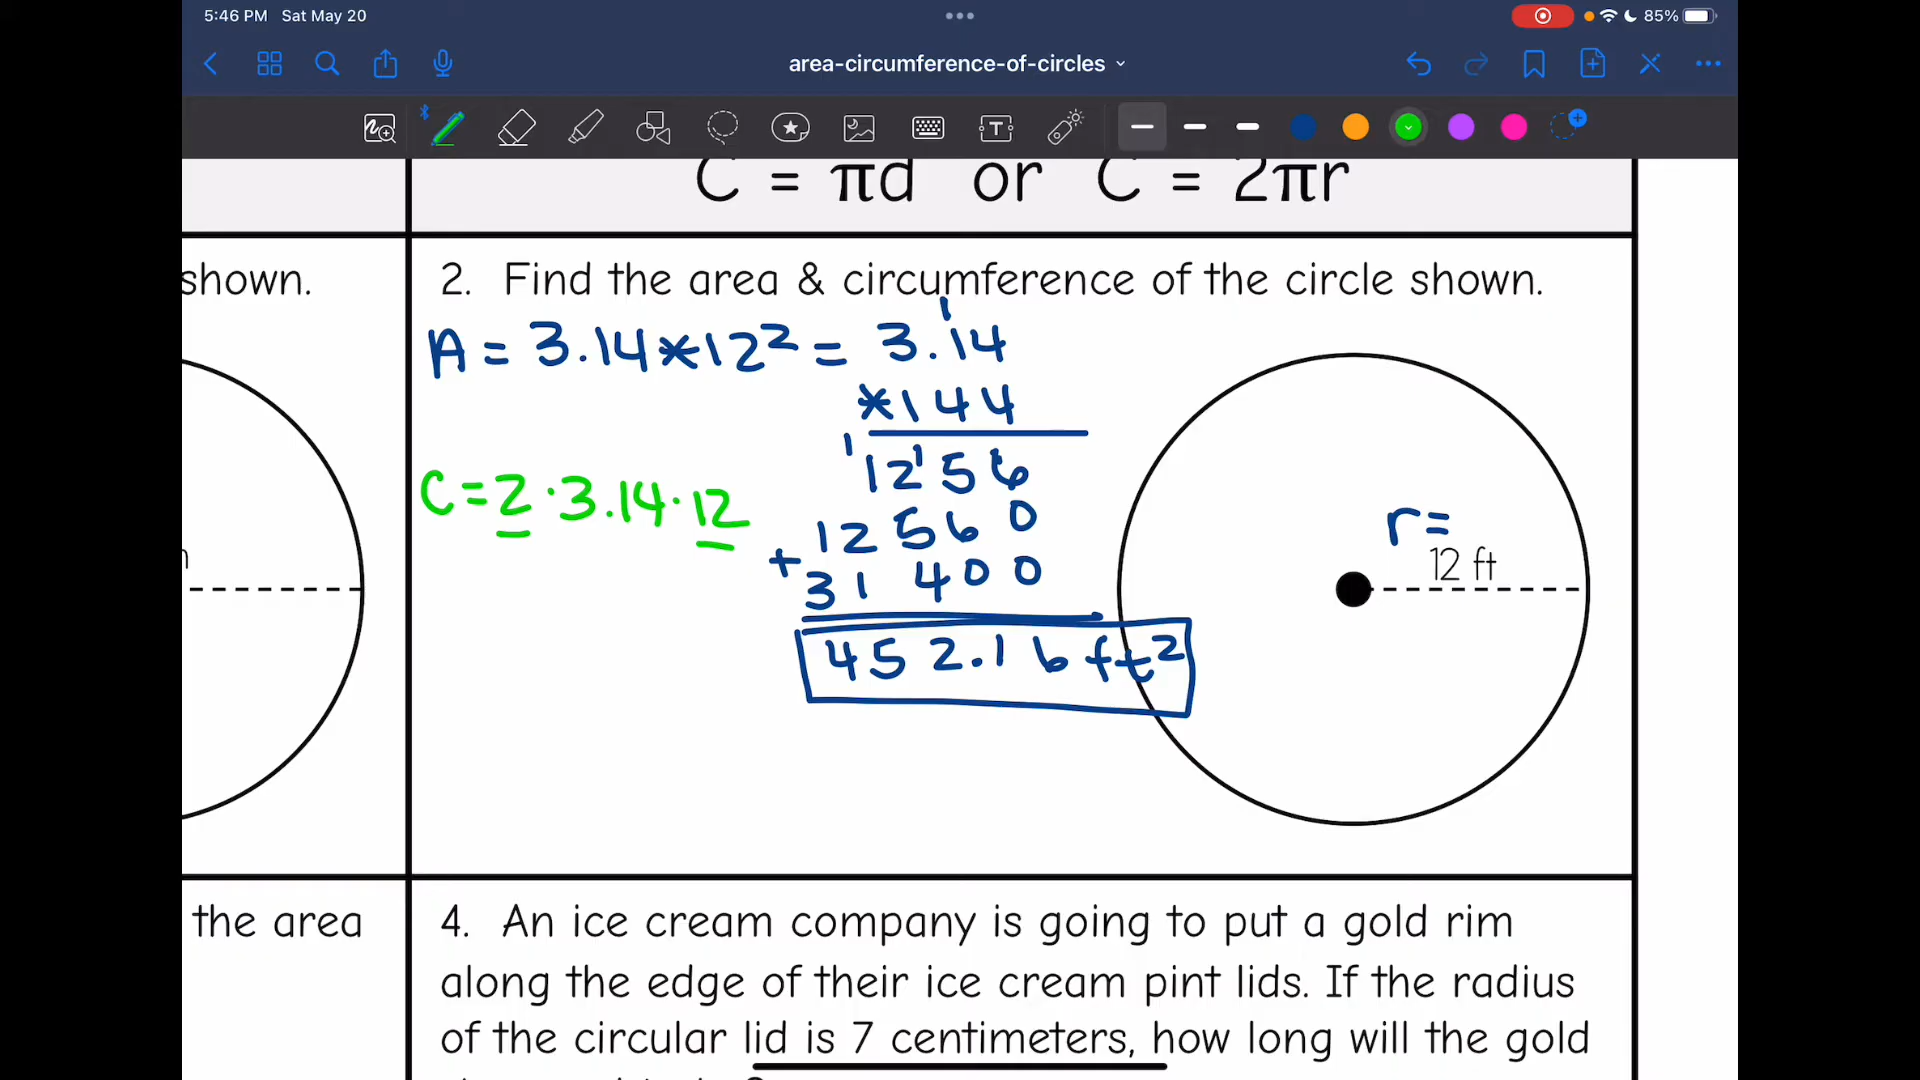 5:46 PM Sat May 20
85%
area-circumference-of-circles
C = πd or C = 2πr
shown.
2. Find the area & circumference of the circle shown.
A = 3.14*12² = 3.14
1
*144
1 1
1256
C=2·3.14·12
12560
+31400
452.16 ft²
r=
12 ft
the area
4. An ice cream company is going to put a gold rim
along the edge of their ice cream pint lids. If the radius
of the circular lid is 7 centimeters, how long will the gold